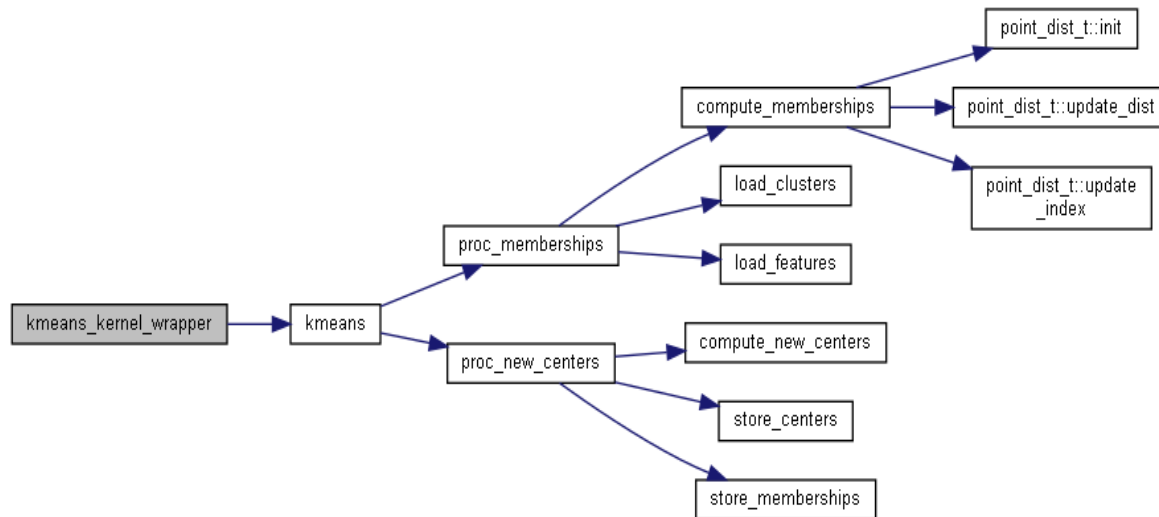 point_dist_t::init
compute_memberships
point_dist_t::update_dist
point_dist_t::update
_index
load_clusters
proc_memberships
load_features
kmeans_kernel_wrapper
kmeans
compute_new_centers
proc_new_centers
store_centers
store_memberships